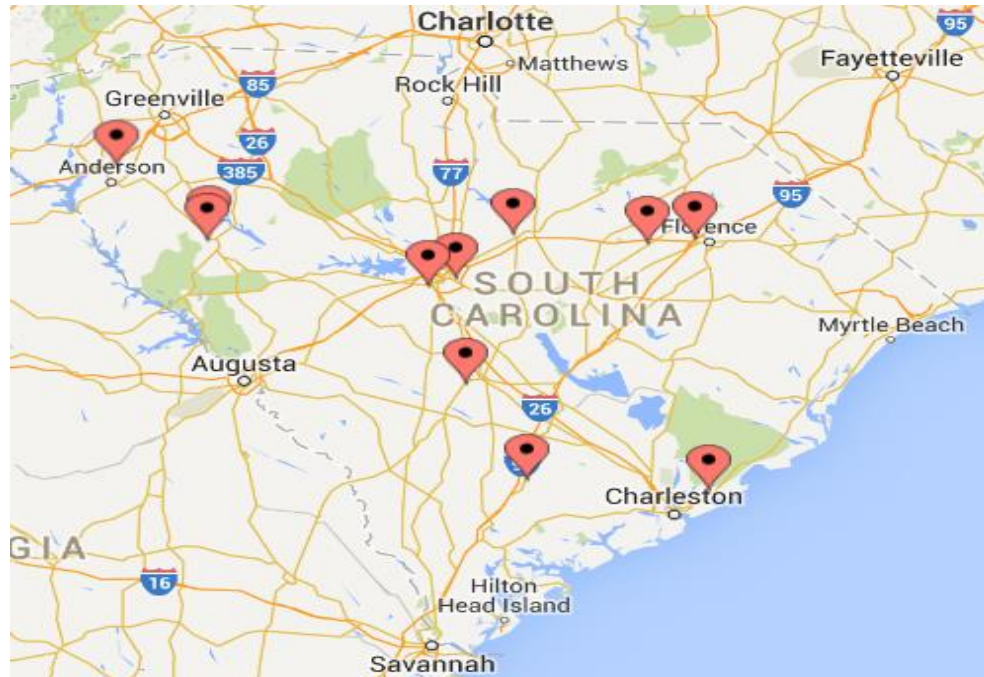 Charlotte
95
Matthews
Fayetteville
Rock Hill
85
Greenville
26
Anderson
385
77
95
Florence
SOUTH
CAROLINA
Myrtle Beach
Augusta
26
Charleston
GIA
16
Hilton
Head Island
Savannah